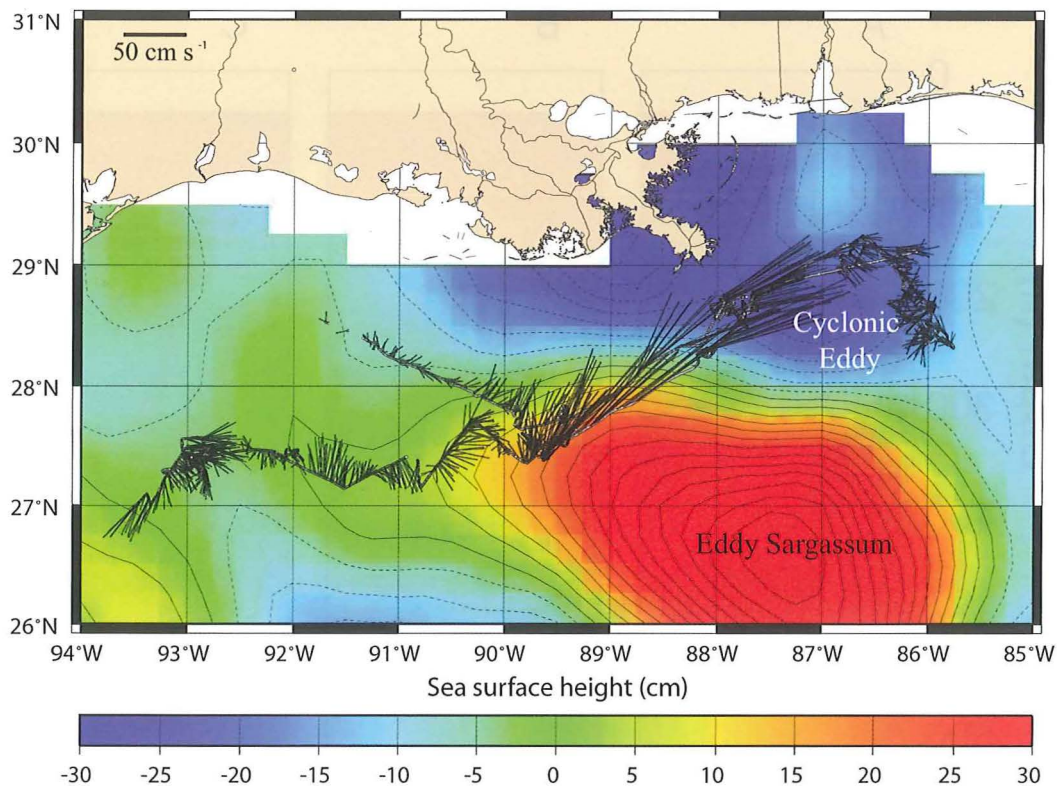 31°N
30°N
29°N
28°N
27°N
26°N
50 cm s⁻¹
Cyclonic
Eddy
Eddy Sargassum
94°W 93°W 92°W 91°W 90°W 89°W 88°W 87°W 86°W 85°W
Sea surface height (cm)
-30 -25 -20 -15 -10 -5 0 5 10 15 20 25 30